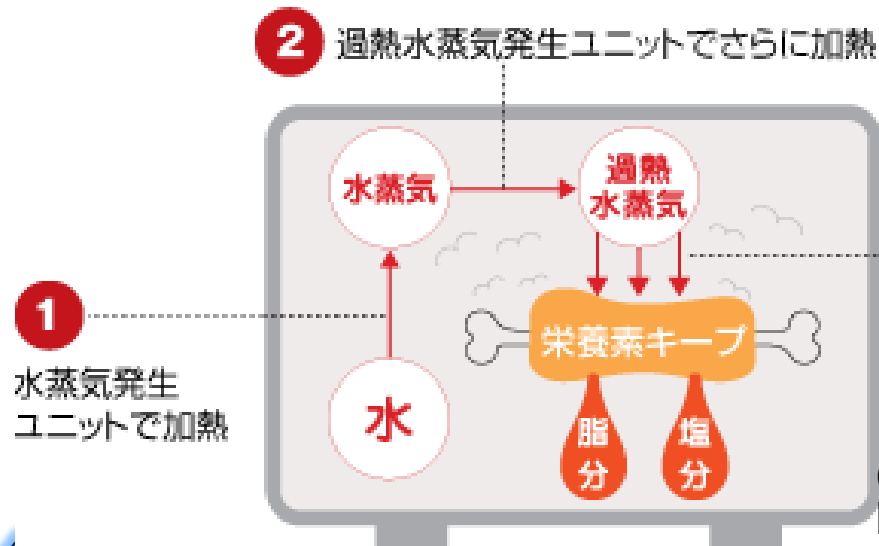 2 過熱水蒸気発生ユニットでさらに加熱
水蒸気
過熱
水蒸気
1
水蒸気発生
ユニットで加熱
水
栄養素キープ
脂分
塩分